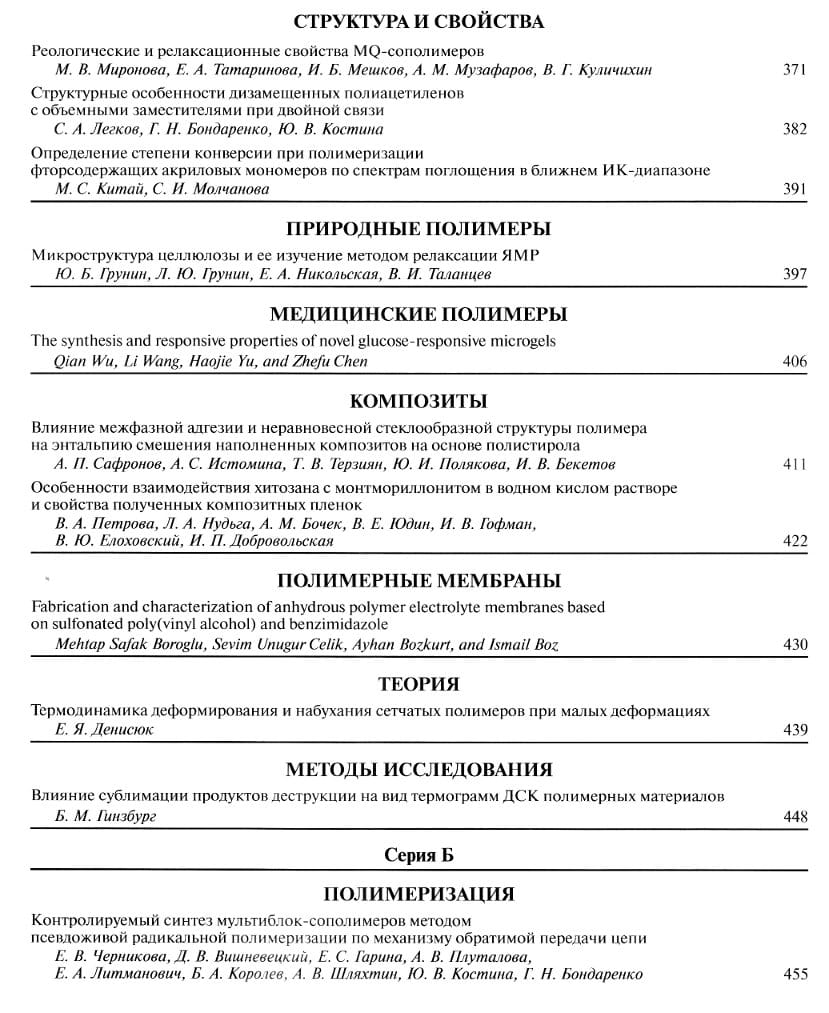 СТРУКТУРА И СВОЙСТВА
Реологические и релаксационные свойства MQ-сополимеров
М. В. Миронова, Е. А. Татаринова, И. Б. Мешков, А. М. Музафаров, В. Г. Куличихин 371
Структурные особенности дизамещенных полиацетиленов
с объемными заместителями при двойной связи
С. А. Легков, Г. Н. Бондаренко, Ю. В. Костина 382
Определение степени конверсии при полимеризации
фторсодержащих акриловых мономеров по спектрам поглощения в ближнем ИК-диапазоне
М. С. Китай, С. И. Молчанова 391
ПРИРОДНЫЕ ПОЛИМЕРЫ
Микроструктура целлюлозы и ее изучение методом релаксации ЯМР
Ю. Б. Грунин, Л. Ю. Грунин, Е. А. Никольская, В. И. Таланцев 397
МЕДИЦИНСКИЕ ПОЛИМЕРЫ
The synthesis and responsive properties of novel glucose-responsive microgels
Qian Wu, Li Wang, Haojie Yu, and Zhefu Chen 406
КОМПОЗИТЫ
Влияние межфазной адгезии и неравновесной стеклообразной структуры полимера
на энтальпию смешения наполненных композитов на основе полистирола
А. П. Сафронов, А. С. Истомина, Т. В. Терзиян, Ю. И. Полякова, И. В. Бекетов 411
Особенности взаимодействия хитозана с монтмориллонитом в водном кислом растворе
и свойства полученных композитных пленок
В. А. Петрова, Л. А. Нудьга, А. М. Бочек, В. Е. Юдин, И. В. Гофман,
В. Ю. Елоховский, И. П. Добровольская 422
ПОЛИМЕРНЫЕ МЕМБРАНЫ
Fabrication and characterization of anhydrous polymer electrolyte membranes based
on sulfonated poly(vinyl alcohol) and benzimidazole
Mehtap Safak Boroglu, Sevim Unugur Celik, Ayhan Bozkurt, and Ismail Boz 430
ТЕОРИЯ
Термодинамика деформирования и набухания сетчатых полимеров при малых деформациях
Е. Я. Денисюк 439
МЕТОДЫ ИССЛЕДОВАНИЯ
Влияние сублимации продуктов деструкции на вид термограмм ДСК полимерных материалов
Б. М. Гинзбург 448
Серия Б
ПОЛИМЕРИЗАЦИЯ
Контролируемый синтез мультиблок-сополимеров методом
псевдоживой радикальной полимеризации по механизму обратимой передачи цепи
Е. В. Черникова, Д. В. Вишневецкий, Е. С. Гарина, А. В. Плуталова,
Е. А. Литманович, Б. А. Королев, А. В. Шляхтин, Ю. В. Костина, Г. Н. Бондаренко 455